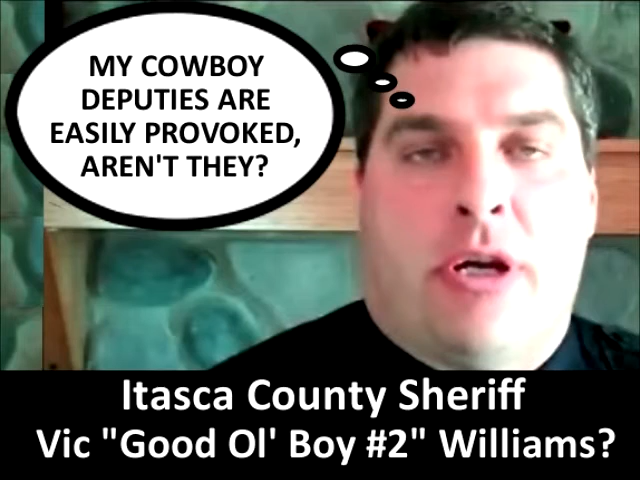 MY COWBOY
DEPUTIES ARE
EASILY PROVOKED,
AREN'T THEY?
Itasca County Sheriff
Vic "Good Ol' Boy #2" Williams?